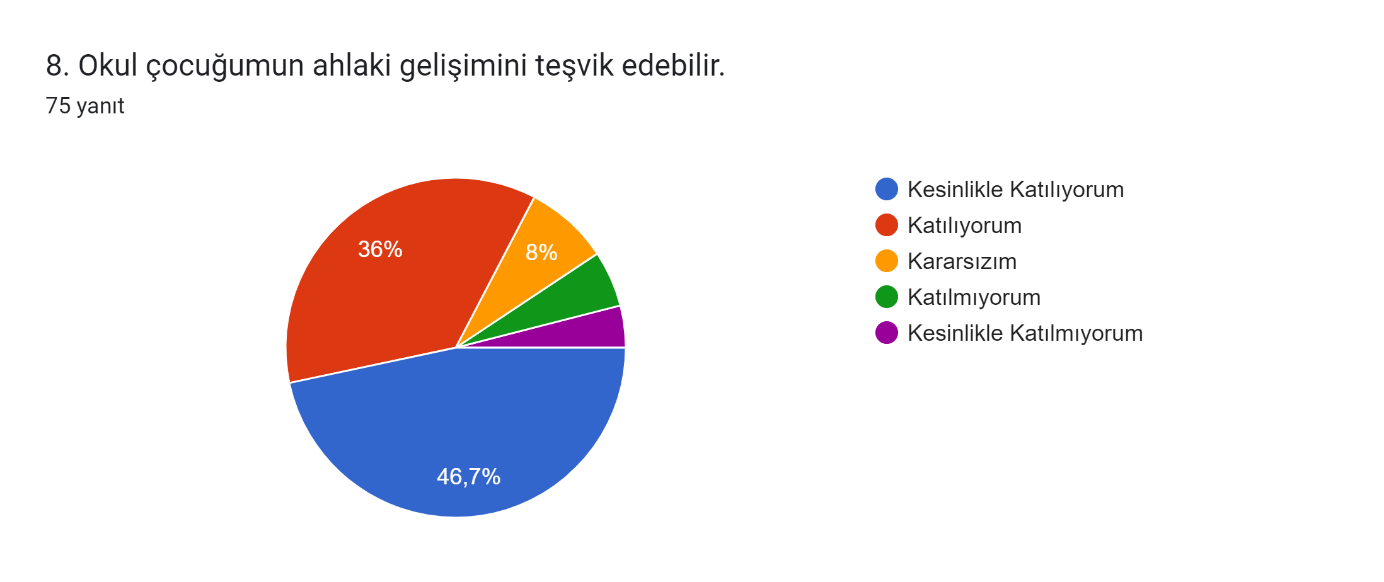 8. Okul çocuğumun ahlaki gelişimini teşvik edebilir.
75 yanıt
36%
8%
46,7%
Kesinlikle Katılıyorum
Katılıyorum
Kararsızım
Katılmıyorum
Kesinlikle Katılmıyorum